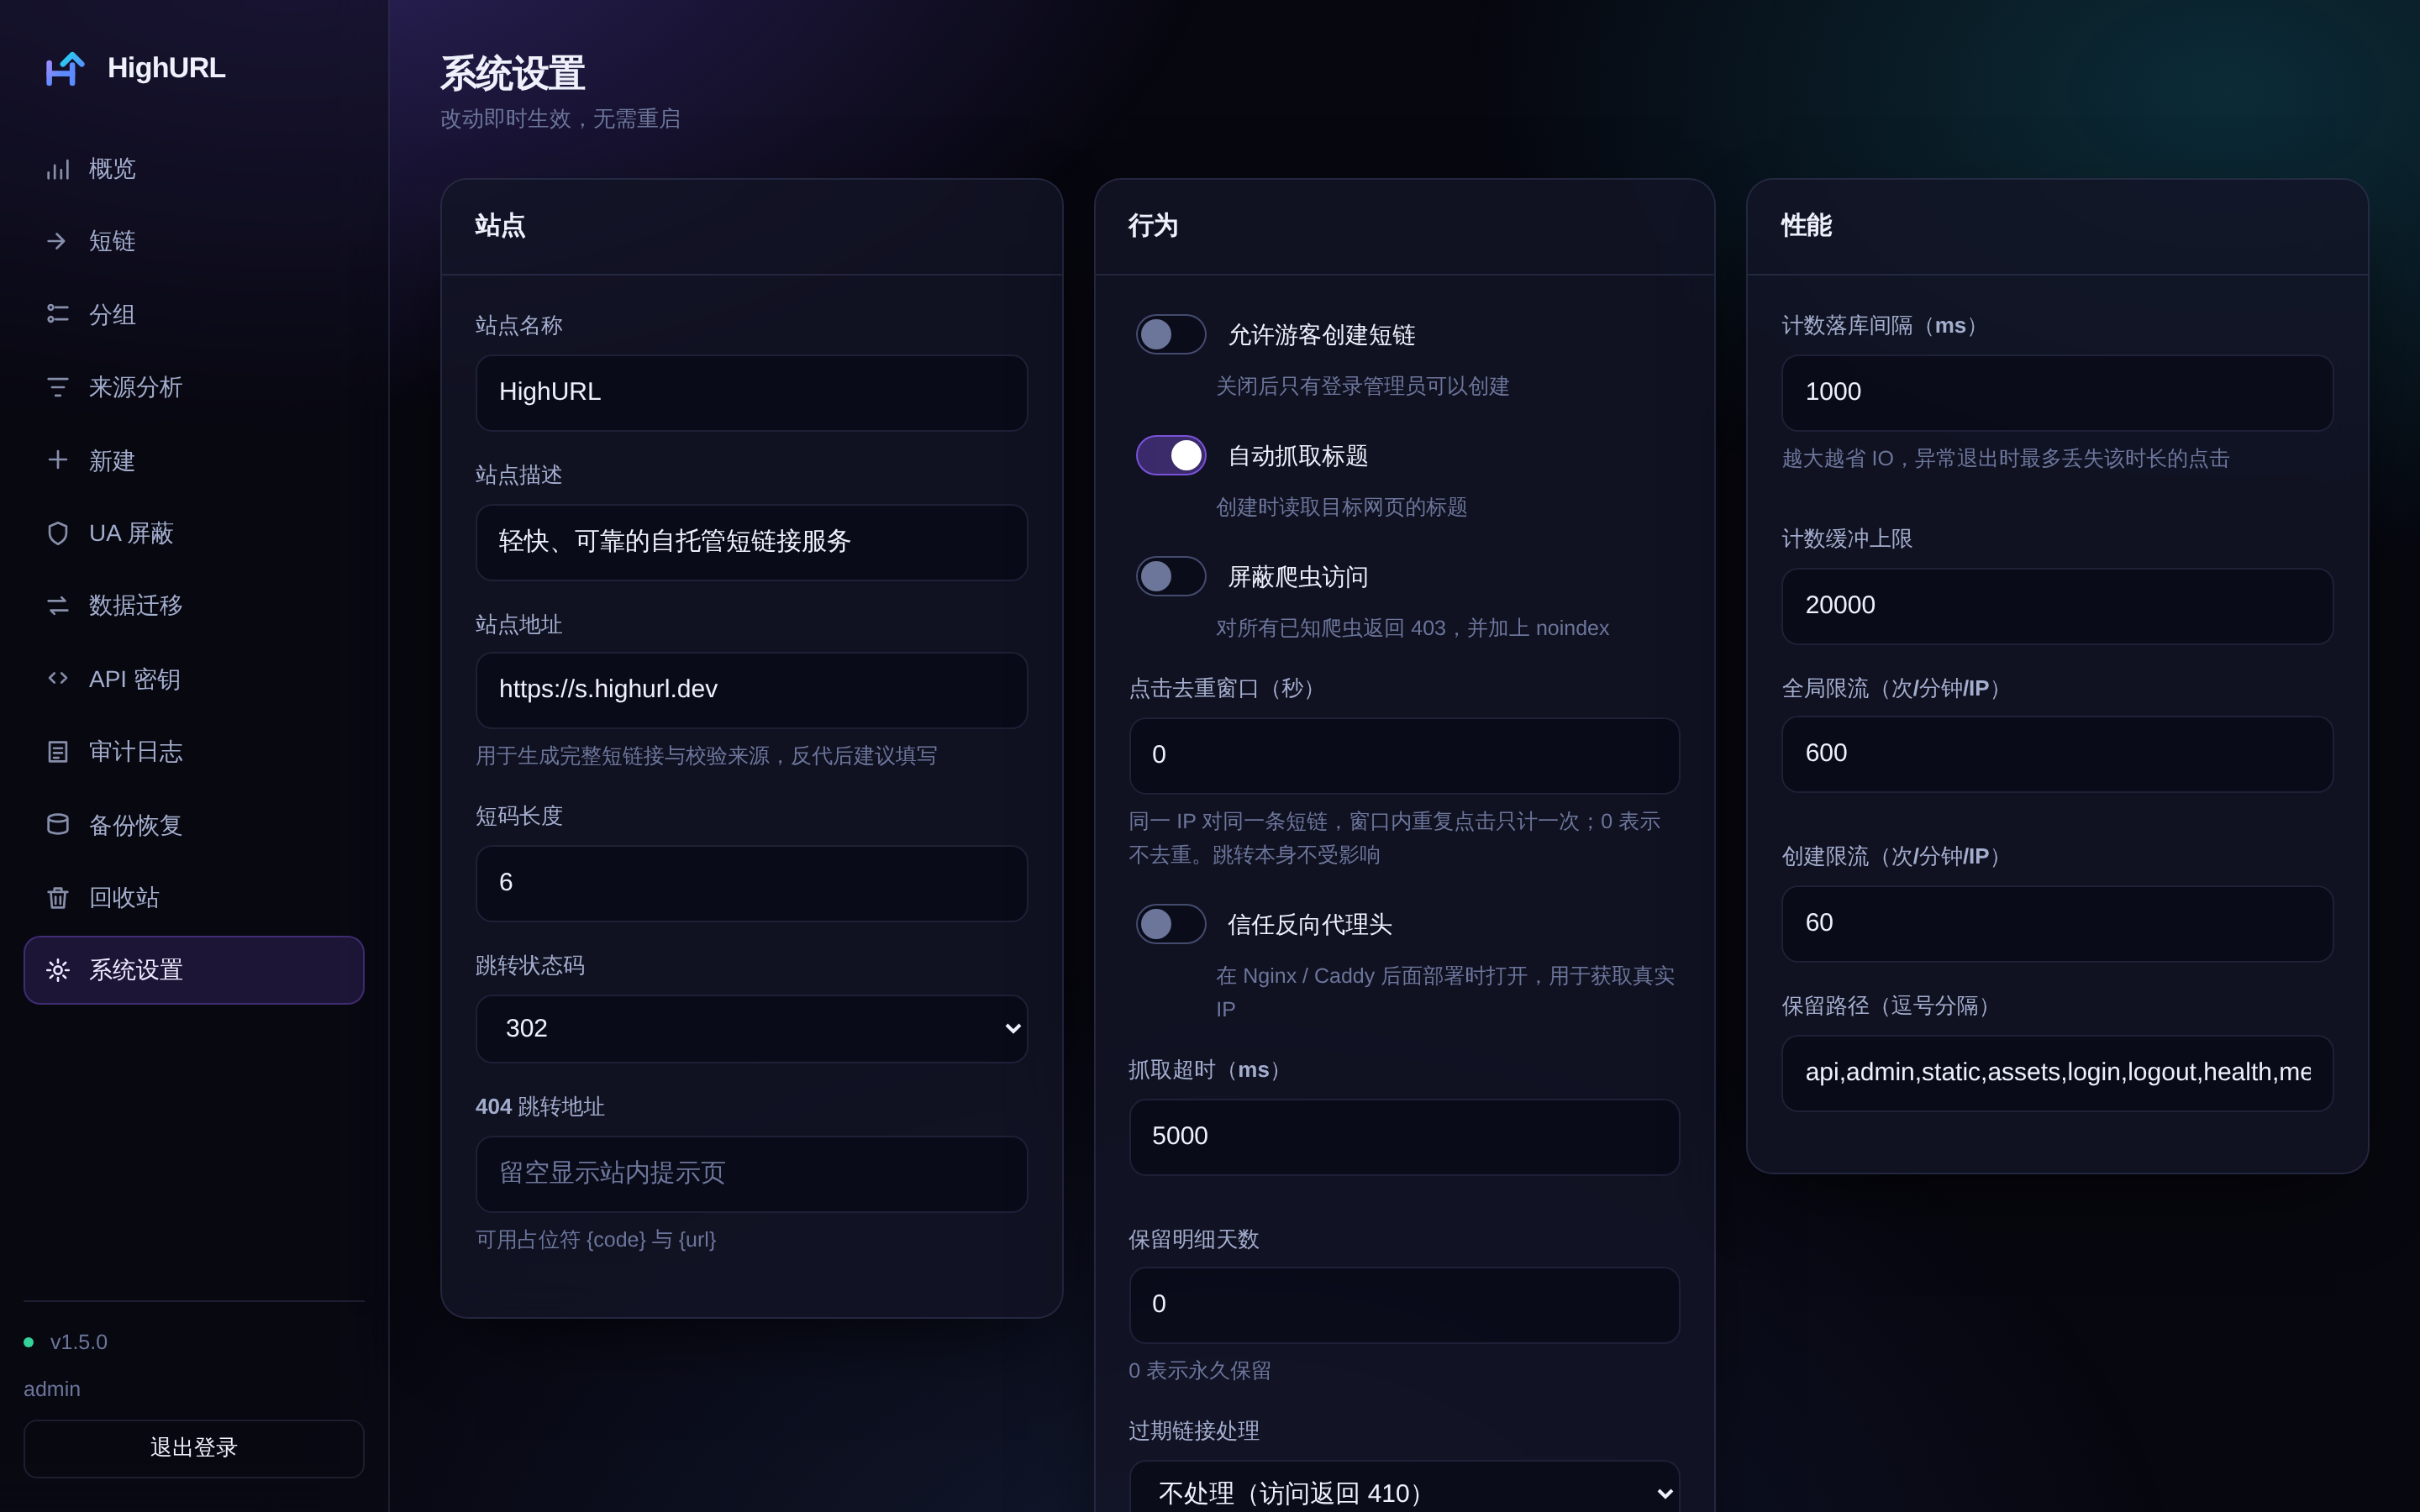 HighURL
概览
短链
分组
来源分析
新建
UA 屏蔽
数据迁移
API 密钥
审计日志
备份恢复
回收站
系统设置
v1.5.0
admin
退出登录
系统设置
改动即时生效，无需重启
站点
站点名称
HighURL
站点描述
轻快、可靠的自托管短链接服务
站点地址
https://s.highurl.dev
用于生成完整短链接与校验来源，反代后建议填写
短码长度
6
跳转状态码
302
404 跳转地址
留空显示站内提示页
可用占位符 {code} 与 {url}
行为
允许游客创建短链
关闭后只有登录管理员可以创建
自动抓取标题
创建时读取目标网页的标题
屏蔽爬虫访问
对所有已知爬虫返回 403，并加上 noindex
点击去重窗口（秒）
0
同一 IP 对同一条短链，窗口内重复点击只计一次；0 表示
不去重。跳转本身不受影响
信任反向代理头
在 Nginx / Caddy 后面部署时打开，用于获取真实
IP
抓取超时（ms）
5000
保留明细天数
0
0 表示永久保留
过期链接处理
不处理（访问返回 410）
性能
计数落库间隔（ms）
1000
越大越省 IO，异常退出时最多丢失该时长的点击
计数缓冲上限
20000
全局限流（次/分钟/IP）
600
创建限流（次/分钟/IP）
60
保留路径（逗号分隔）
api,admin,static,assets,login,logout,health,me